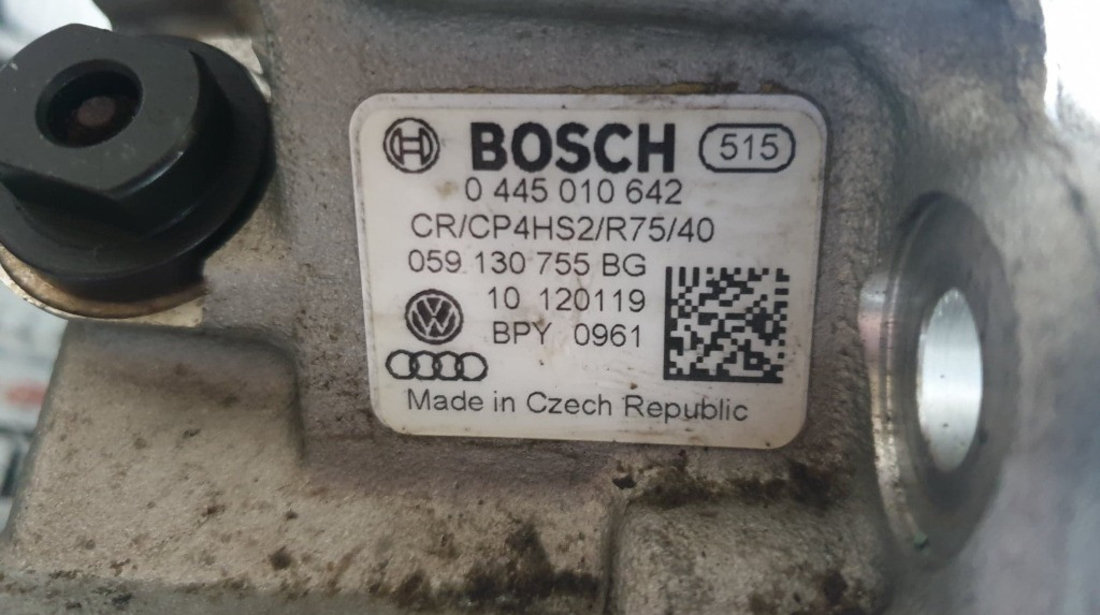 BOSCH 515
0 445 010 642
CR/CP4HS2/R75/40
059 130 755 BG
10 120119
BPY 0961
Made in Czech Republic